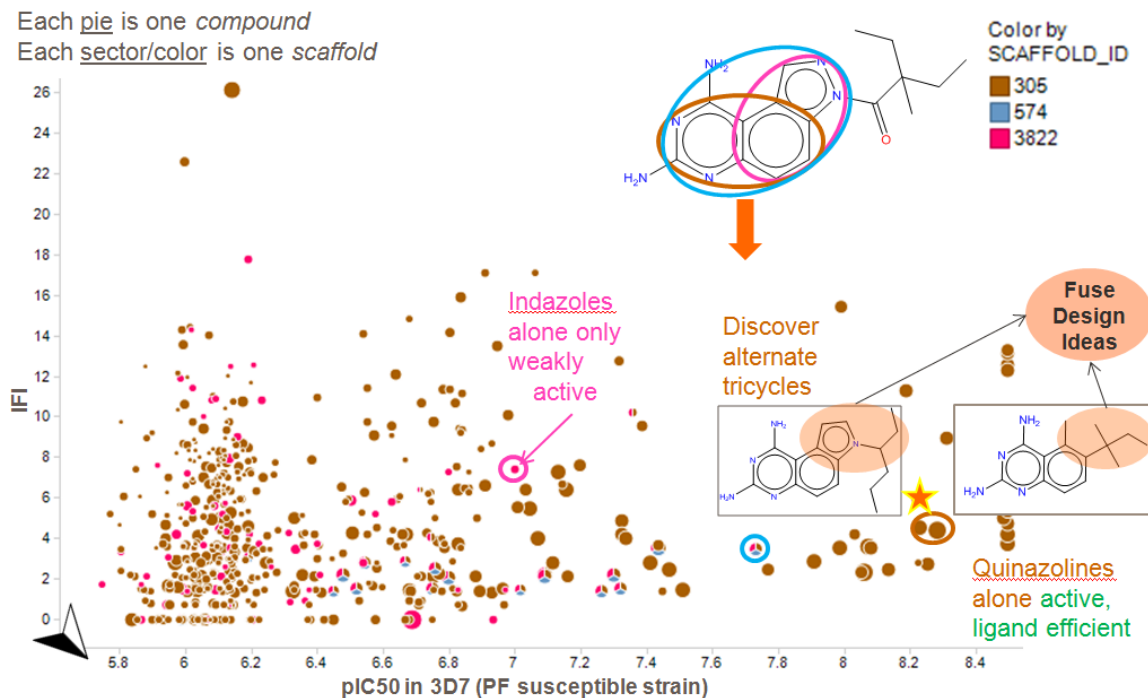 Each pie is one compound
Each sector/color is one scaffold
Color by
SCAFFOLD_ID
305
574
3822
NH₂
N
N
N
N
H₂N
O
26
24
22
20
18
16
14
12
10
8
6
4
2
0
IFI
Indazoles
alone only
weakly
active
Discover
alternate
tricycles
Fuse
Design
Ideas
NH₂
N
N
N
H₂N
NH₂
N
N
H₂N
Quinazolines
alone active,
ligand efficient
5.8 6 6.2 6.4 6.6 6.8 7 7.2 7.4 7.6 7.8 8 8.2 8.4
pIC50 in 3D7 (PF susceptible strain)